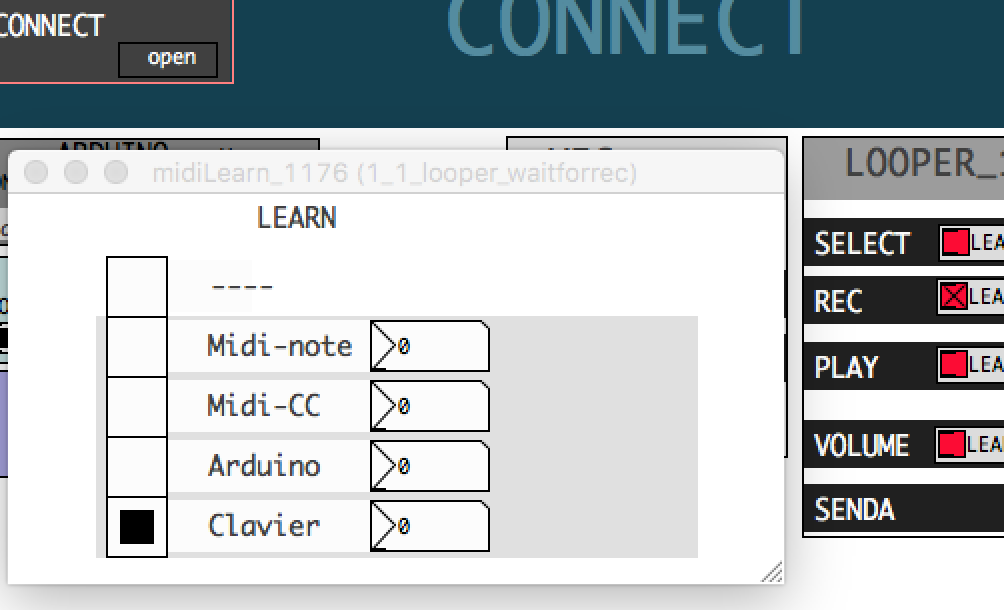 CONNECT
open
CONNECT
ARDUINO
midiLearn_1176 (1_1_looper_waitforrec)
LEARN
----
Midi-note 0
Midi-CC 0
Arduino 0
Clavier 0
LOOPER_1
SELECT LEA
REC LEA
PLAY LEA
VOLUME LEA
SENDA